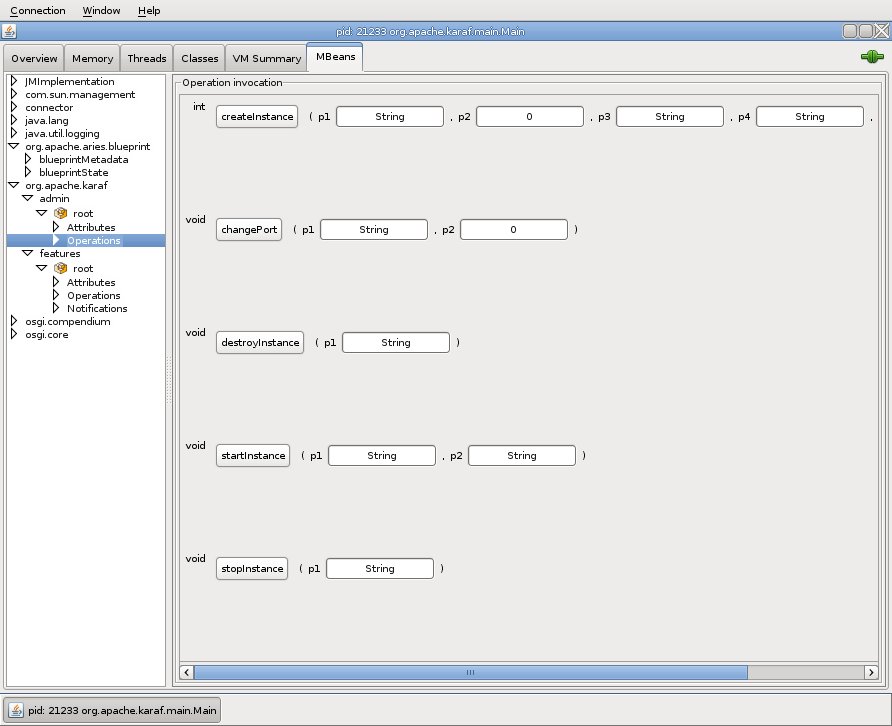 Connection Window Help
pid: 21233 org.apache.karaf.main.Main
Overview Memory Threads Classes VM Summary MBeans
JMImplementation
com.sun.management
connector
java.lang
java.util.logging
org.apache.aries.blueprint
blueprintMetadata
blueprintState
org.apache.karaf
admin
root
Attributes
Operations
features
root
Attributes
Operations
Notifications
osgi.compendium
osgi.core
Operation invocation
int createInstance ( p1 String , p2 0 , p3 String , p4 String ,
void changePort ( p1 String , p2 0 )
void destroyInstance ( p1 String )
void startInstance ( p1 String , p2 String )
void stopInstance ( p1 String )
pid: 21233 org.apache.karaf.main.Main